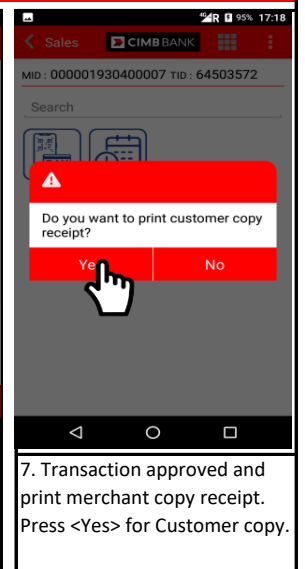 4G R 95% 17:18
Sales CIMB BANK
MID : 000001930400007 TID : 64503572
Search
Do you want to print customer copy
receipt?
Yes No
7. Transaction approved and
print merchant copy receipt.
Press <Yes> for Customer copy.